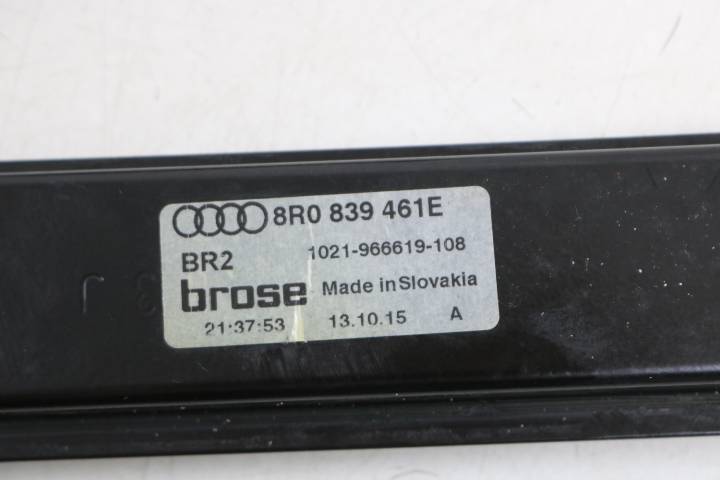 8R0 839 461E
BR2 1021-966619-108
brose Made in Slovakia
21:37:53 13.10.15 A